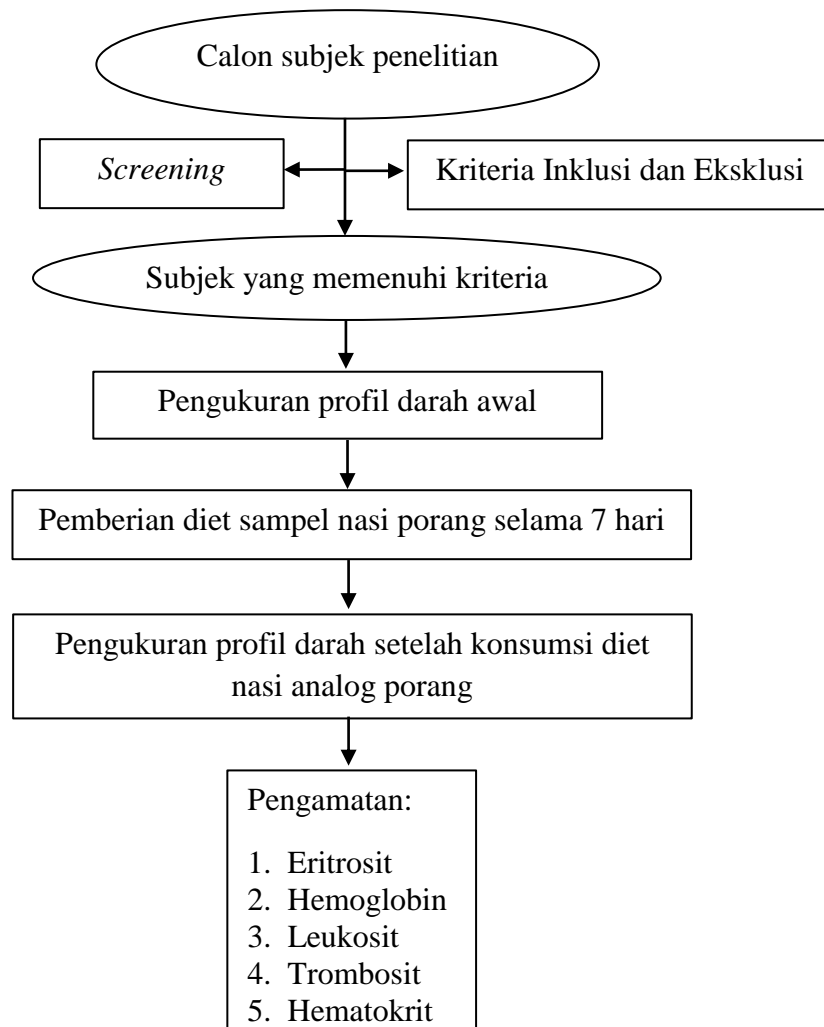 Calon subjek penelitian
Screening
Kriteria Inklusi dan Eksklusi
Subjek yang memenuhi kriteria
Pengukuran profil darah awal
Pemberian diet sampel nasi porang selama 7 hari
Pengukuran profil darah setelah konsumsi diet
nasi analog porang
Pengamatan:
1. Eritrosit
2. Hemoglobin
3. Leukosit
4. Trombosit
5. Hematokrit